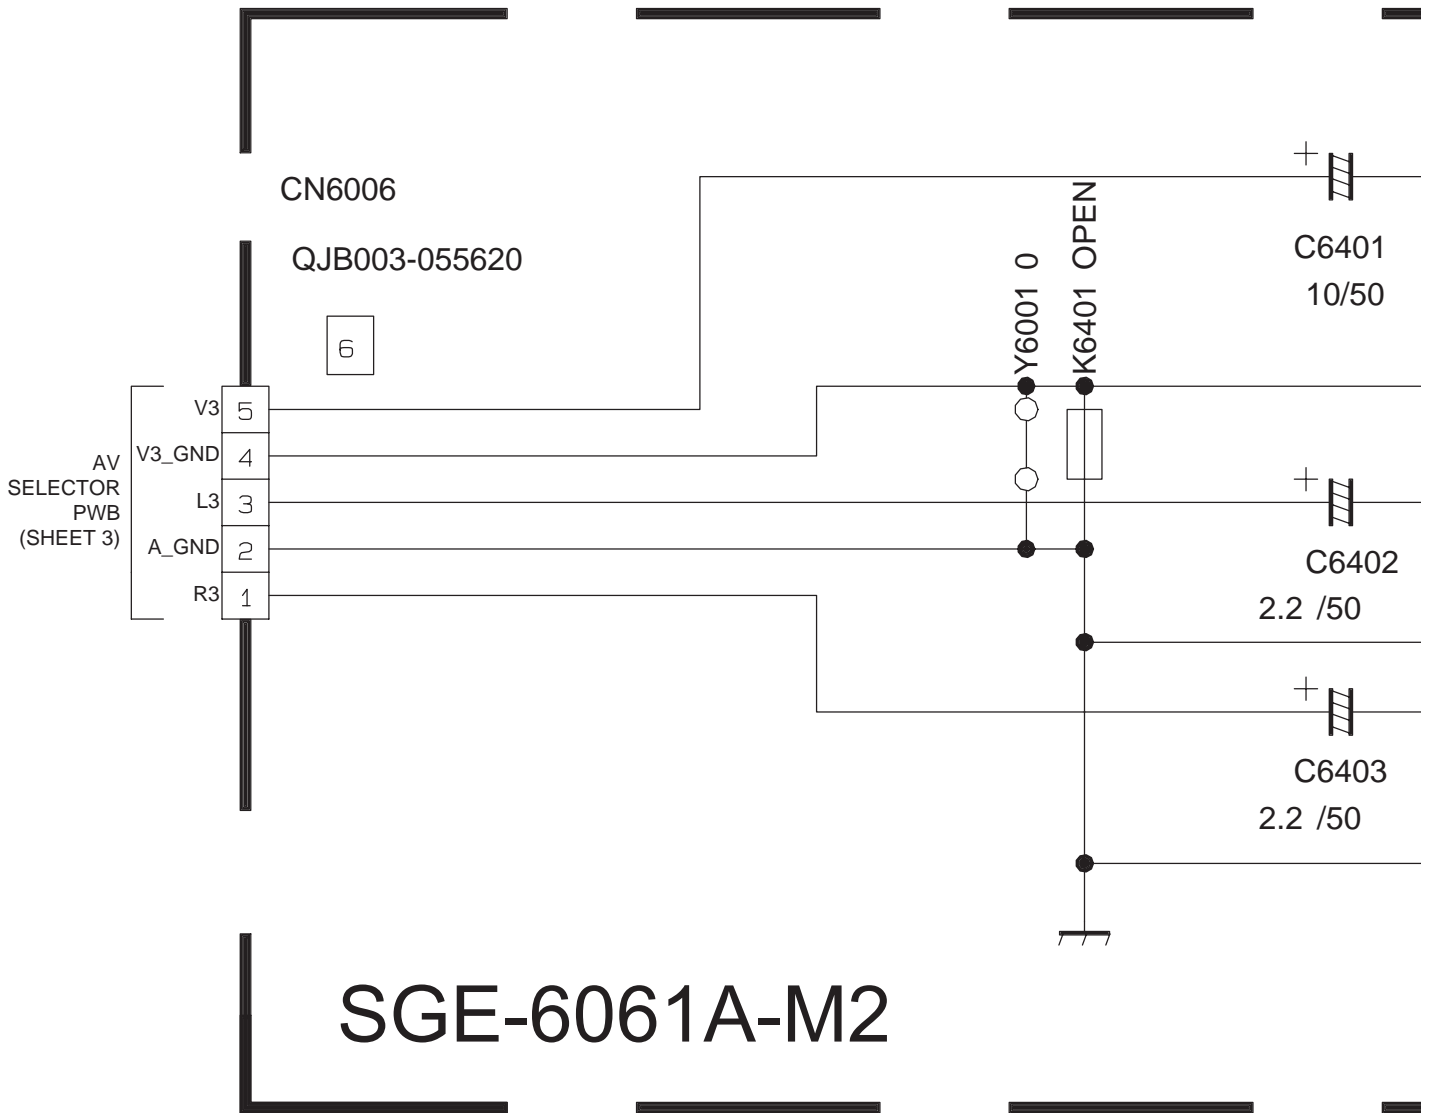 CN6006
QJB003-055620
6
Y6001 0
K6401 OPEN
C6401
10/50
AV
SELECTOR
PWB
(SHEET 3)
V3 5
V3_GND 4
L3 3
A_GND 2
R3 1
C6402
2.2 /50
C6403
2.2 /50
SGE-6061A-M2